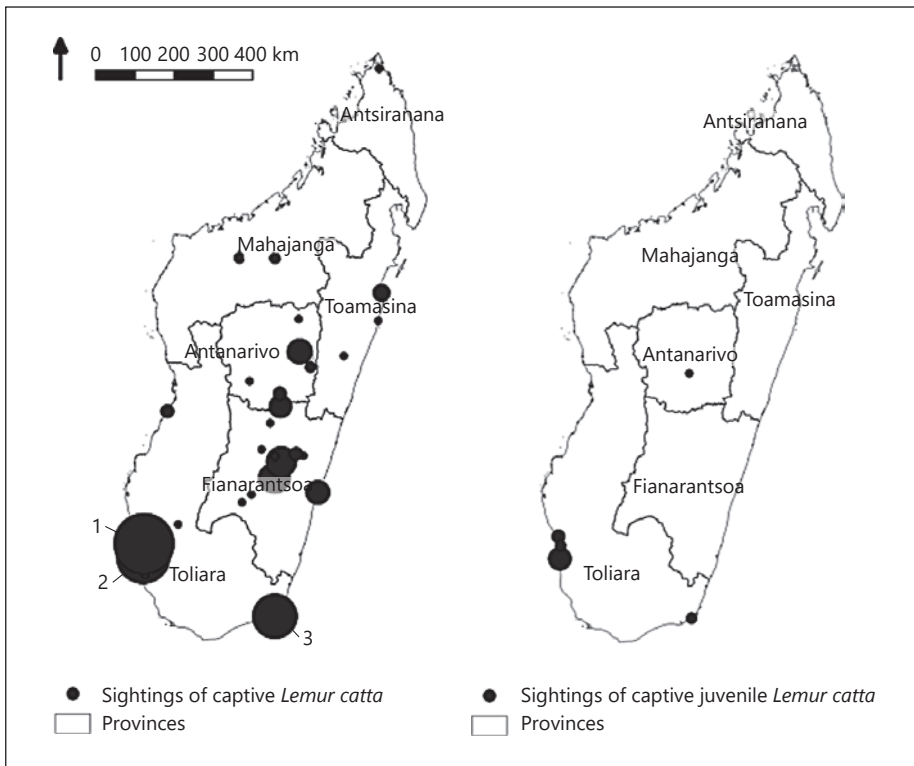 0 100 200 300 400 km
Antsiranana
Mahajanga
Toamasina
Antanarivo
Fianarantsoa
1
2
Toliara
3
Sightings of captive Lemur catta
Provinces
Antsiranana
Mahajanga
Toamasina
Antanarivo
Fianarantsoa
Toliara
Sightings of captive juvenile Lemur catta
Provinces